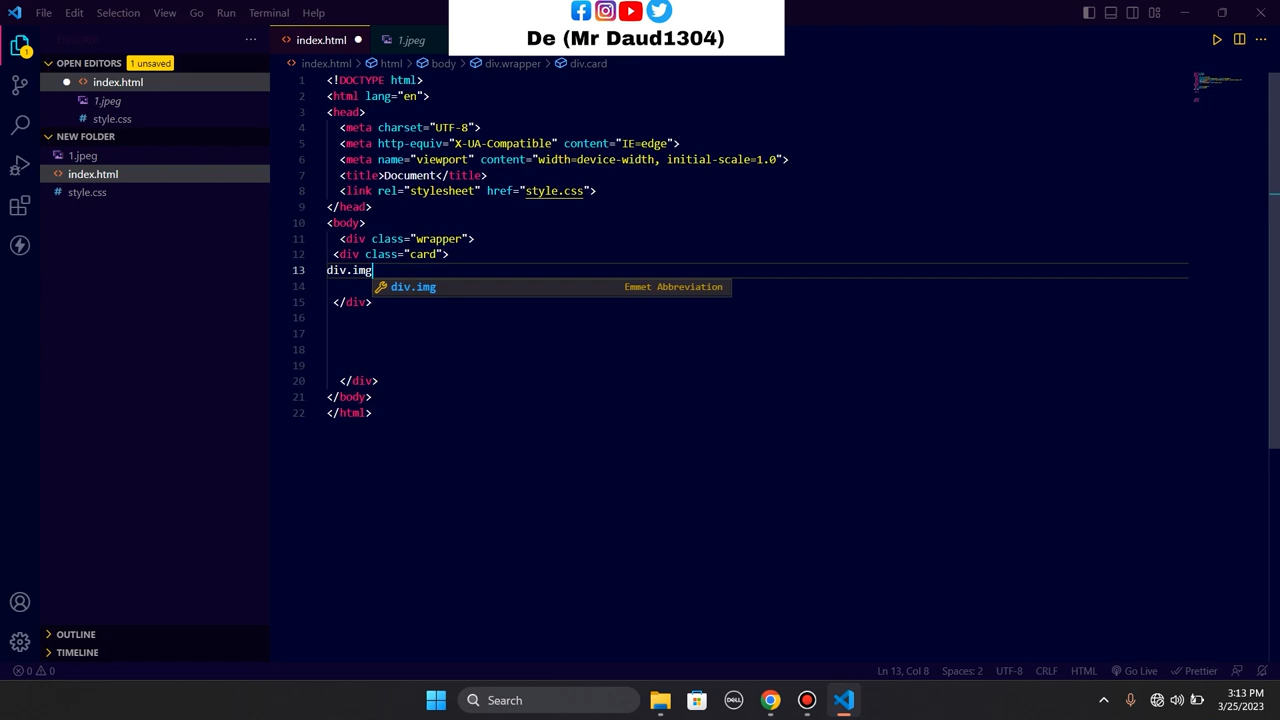 File Edit Selection View Go Run Terminal Help
De (Mr Daud1304)
index.html
1.jpeg
OPEN EDITORS 1 unsaved
index.html
1.jpeg
style.css
NEW FOLDER
1.jpeg
index.html
style.css
OUTLINE
TIMELINE
index.html > html > body > div.wrapper > div.card
1 <!DOCTYPE html>
2 <html lang="en">
3 <head>
4 <meta charset="UTF-8">
5 <meta http-equiv="X-UA-Compatible" content="IE=edge">
6 <meta name="viewport" content="width=device-width, initial-scale=1.0">
7 <title>Document</title>
8 <link rel="stylesheet" href="style.css">
9 </head>
10 <body>
11 <div class="wrapper">
12 <div class="card">
13 div.img
div.img Emmet Abbreviation
14
15 </div>
16
17
18
19
20 </div>
21 </body>
22 </html>
0 0 Ln 13, Col 8 Spaces: 2 UTF-8 CRLF HTML Go Live Prettier
Search
DELL
3:13 PM
3/25/2023